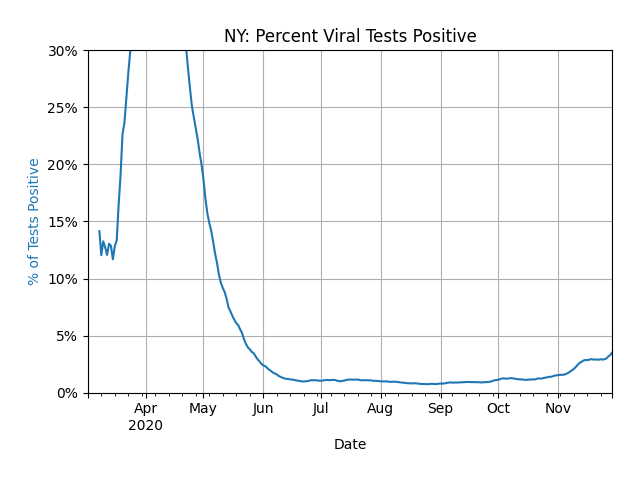 NY: Percent Viral Tests Positive
30%
25%
20%
15%
10%
5%
0%
% of Tests Positive
Apr May Jun Jul Aug Sep Oct Nov
2020
Date